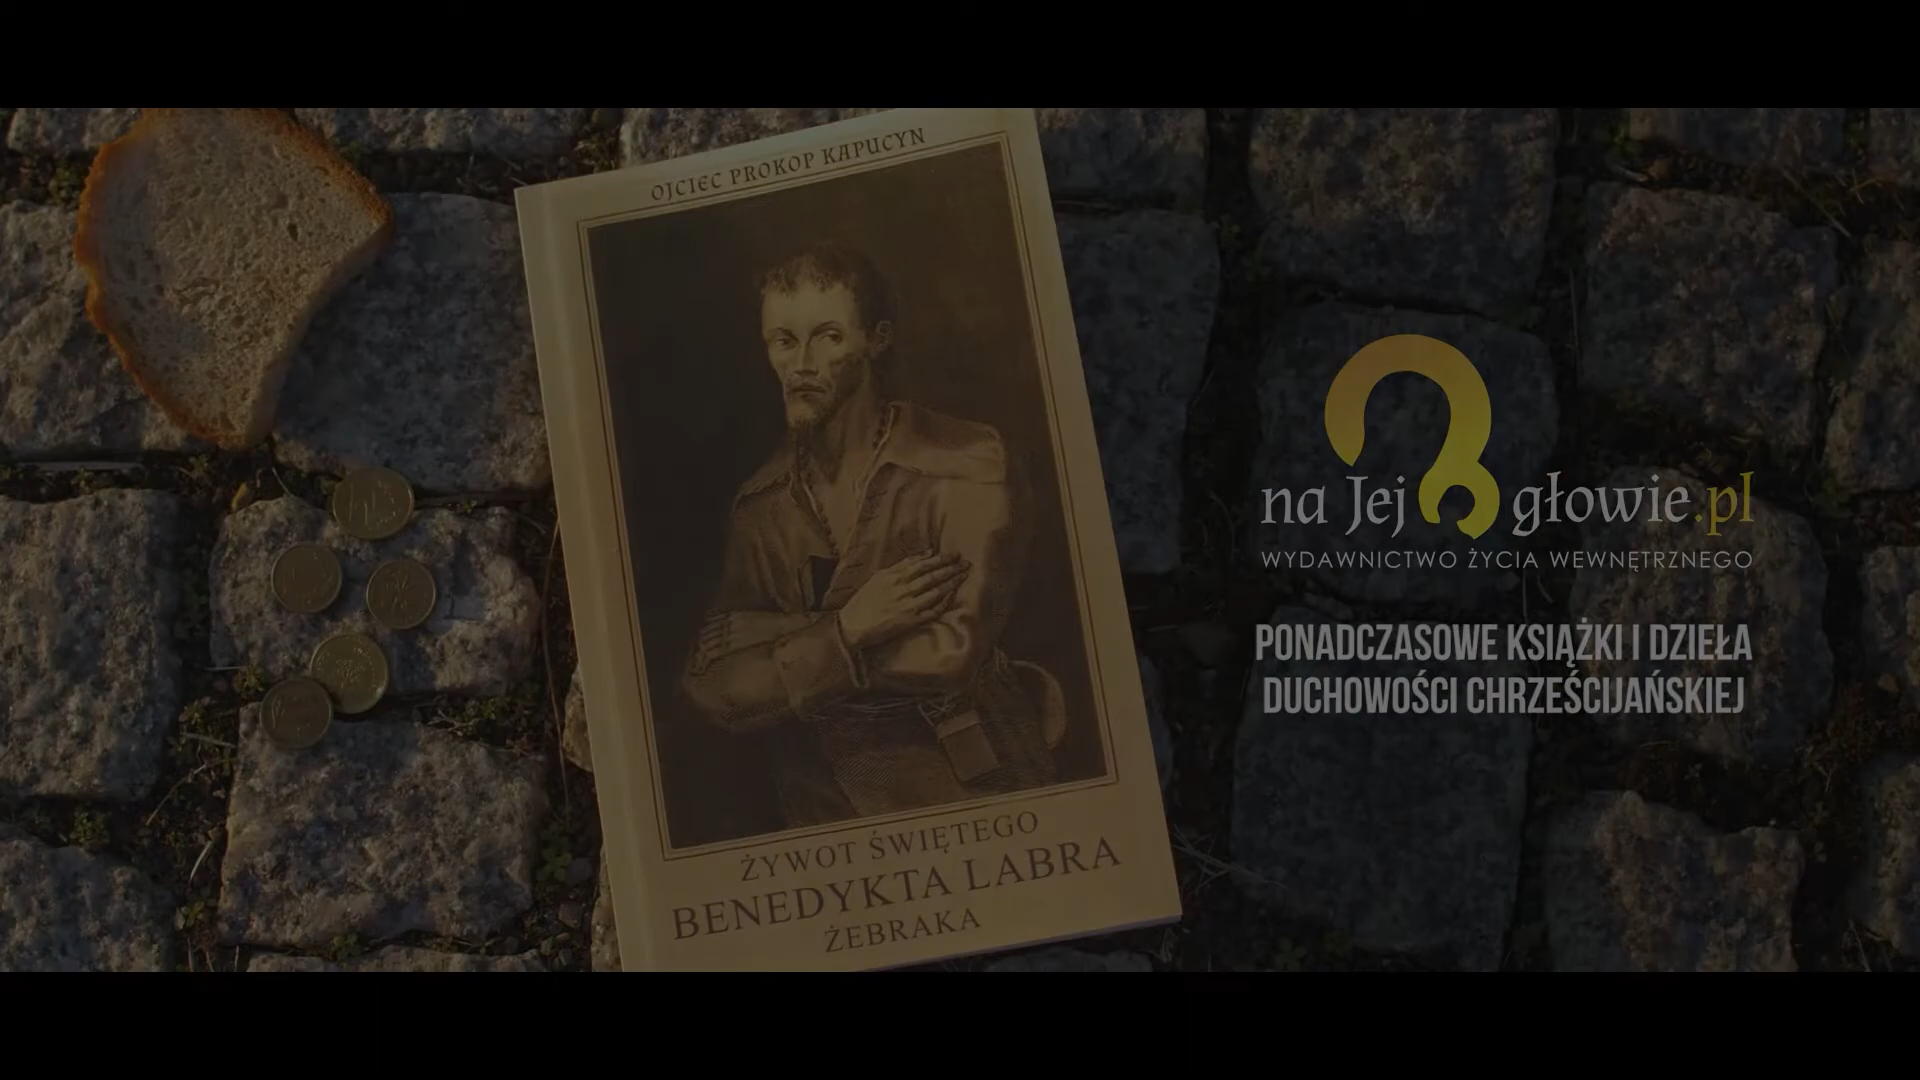 OJCIEC PROKOP KAPUCYN
ŻYWOT ŚWIĘTEGO
BENEDYKTA LABRA
ŻEBRAKA
na Jej głowie.pl
WYDAWNICTWO ŻYCIA WEWNĘTRZNEGO
PONADCZASOWE KSIĄŻKI I DZIEŁA
DUCHOWOŚCI CHRZEŚCIJAŃSKIEJ